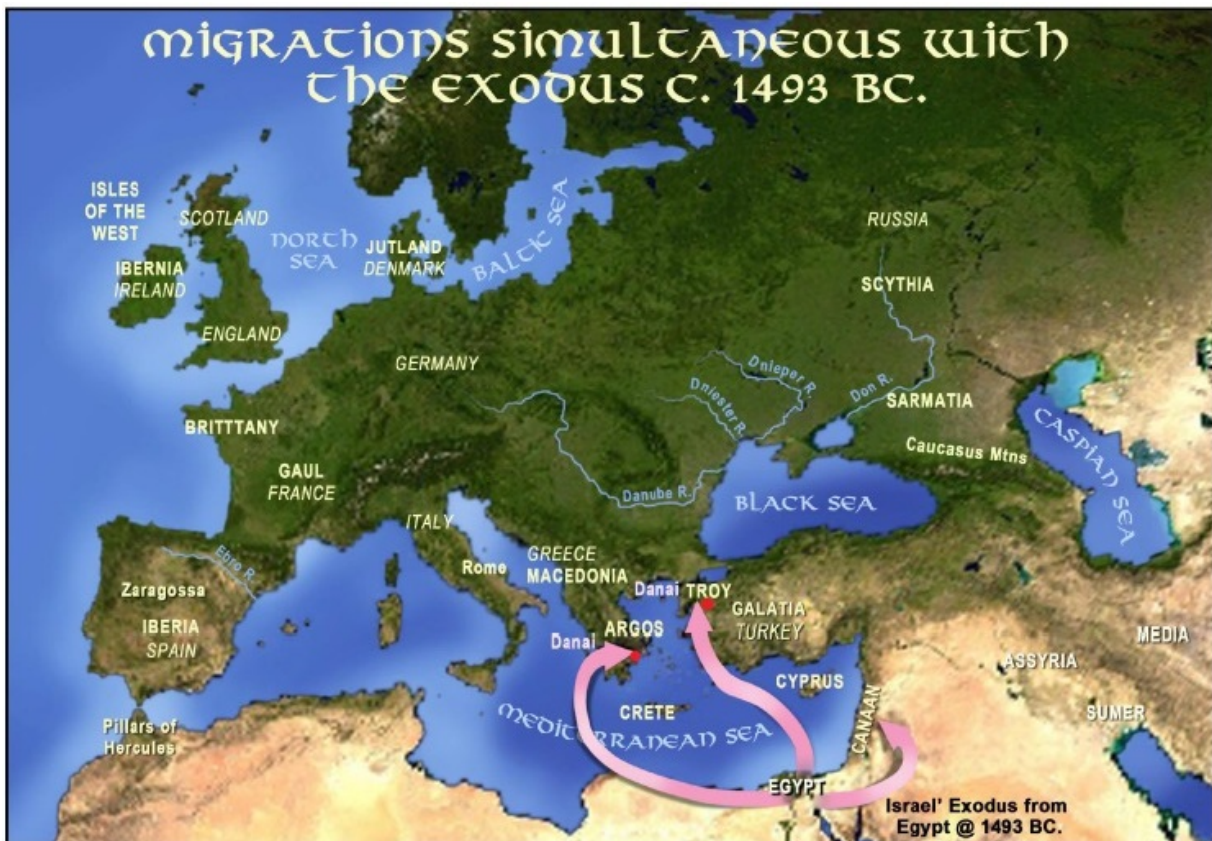 MIGRATIONS SIMULTANEOUS WITH
THE EXODUS C. 1493 BC.
ISLES
OF THE
WEST
SCOTLAND
NORTH
SEA
JUTLAND
DENMARK
BALTIC SEA
RUSSIA
IBERNIA
IRELAND
SCYTHIA
ENGLAND
GERMANY
Dnieper R.
Dniester R.
Don R.
SARMATIA
BRITTTANY
Caucasus Mtns
CASPIAN SEA
GAUL
FRANCE
Danube R.
BLACK SEA
ITALY
Ebro R.
GREECE
Rome
MACEDONIA
Zaragossa
Danai
TROY
GALATIA
TURKEY
IBERIA
SPAIN
ARGOS
Danai
MEDIA
ASSYRIA
CYPRUS
CRETE
SUMER
Pillars of
Hercules
MEDITERRANEAN SEA
CANAAN
EGYPT
Israel' Exodus from
Egypt @ 1493 BC.